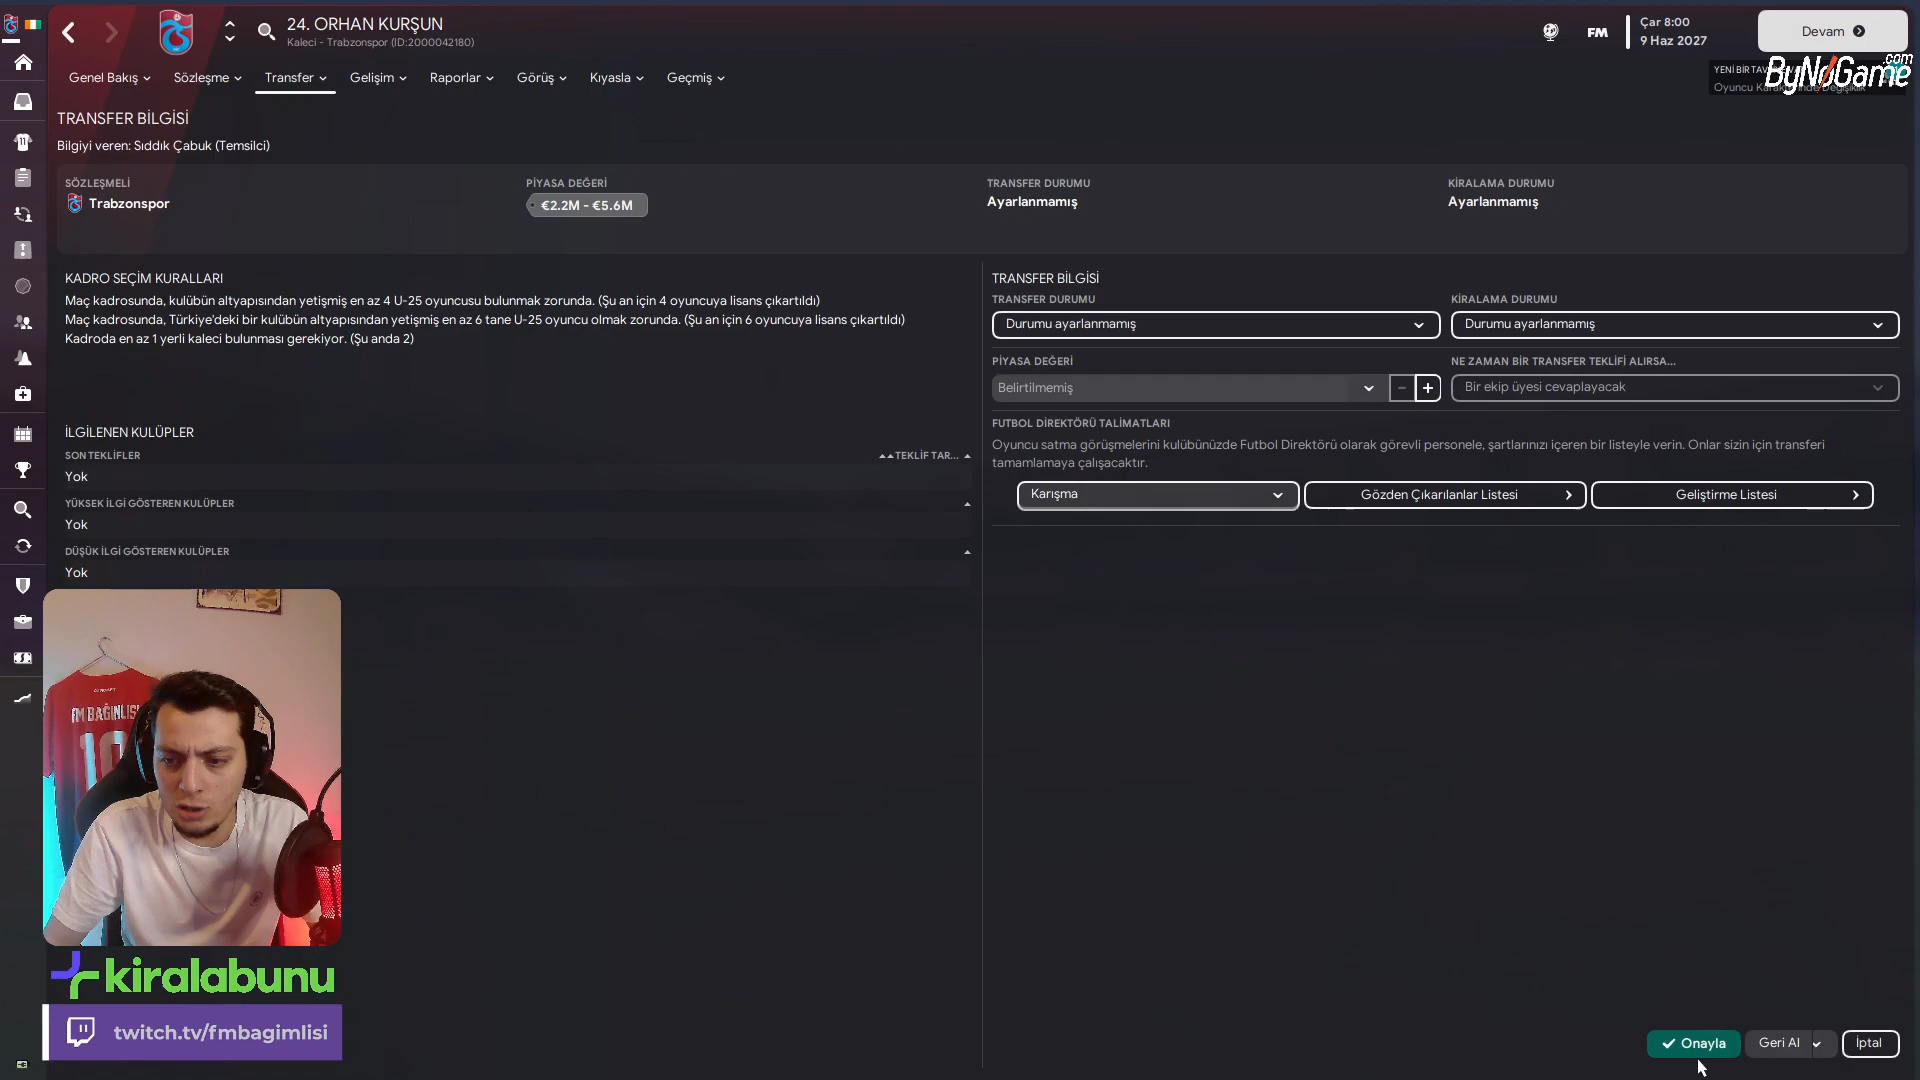 24. ORHAN KURŞUN
Kaleci - Trabzonspor (ID:2000042180)
FM
Çar 8:00
9 Haz 2027
Devam
Genel Bakış
Sözleşme
Transfer
Gelişim
Raporlar
Görüş
Kıyasla
Geçmiş
ByNoGame.com
TRANSFER BİLGİSİ
Bilgiyi veren: Sıddık Çabuk (Temsilci)
SÖZLEŞMELİ
Trabzonspor
PİYASA DEĞERİ
€2.2M - €5.6M
TRANSFER DURUMU
Ayarlanmamış
KİRALAMA DURUMU
Ayarlanmamış
KADRO SEÇİM KURALLARI
Maç kadrosunda, kulübün altyapısından yetişmiş en az 4 U-25 oyuncusu bulunmak zorunda. (Şu an için 4 oyuncuya lisans çıkartıldı)
Maç kadrosunda, Türkiye'deki bir kulübün altyapısından yetişmiş en az 6 tane U-25 oyuncu olmak zorunda. (Şu an için 6 oyuncuya lisans çıkartıldı)
Kadroda en az 1 yerli kaleci bulunması gerekiyor. (Şu anda 2)
İLGİLENEN KULÜPLER
SON TEKLİFLER
TEKLİF TAR...
Yok
YÜKSEK İLGİ GÖSTEREN KULÜPLER
Yok
DÜŞÜK İLGİ GÖSTEREN KULÜPLER
Yok
TRANSFER BİLGİSİ
TRANSFER DURUMU
Durumu ayarlanmamış
KİRALAMA DURUMU
Durumu ayarlanmamış
PİYASA DEĞERİ
Belirtilmemiş
NE ZAMAN BİR TRANSFER TEKLİFİ ALIRSA...
Bir ekip üyesi cevaplayacak
FUTBOL DİREKTÖRÜ TALİMATLARI
Oyuncu satma görüşmelerini kulübünüzde Futbol Direktörü olarak görevli personele, şartlarınızı içeren bir listeyle verin. Onlar sizin için transferi
tamamlamaya çalışacaktır.
Karışma
Gözden Çıkarılanlar Listesi
Geliştirme Listesi
FM BAĞIMLISI
10
kiralabunu
twitch.tv/fmbagimlisi
Onayla
Geri Al
İptal